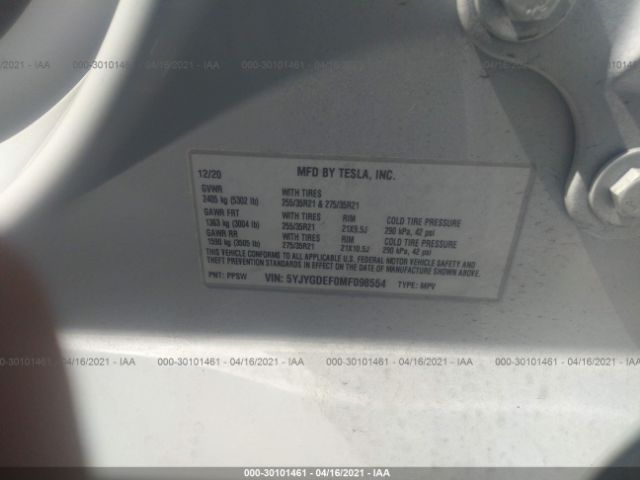 000-30101461 - 04/16/2021 - IAA
000-30101461 - 04/16/2021 - IAA
12/20 MFD BY TESLA, INC.
GVWR WITH TIRES
2405 kg (5302 lb) 255/35R21 & 275/35R21
GAWR FRT WITH TIRES RIM COLD TIRE PRESSURE
1363 kg (3004 lb) 255/35R21 21X9.5J 290 kPa, 42 psi
GAWR RR WITH TIRES RIM COLD TIRE PRESSURE
1590 kg (3505 lb) 275/35R21 21X10.5J 290 kPa, 42 psi
THIS VEHICLE CONFORMS TO ALL APPLICABLE U.S. FEDERAL MOTOR VEHICLE SAFETY AND
THEFT PREVENTION STANDARDS IN EFFECT ON THE DATE OF MANUFACTURE SHOWN ABOVE.
PNT: PPSW VIN: 5YJYGDEF0MF098554 TYPE: MPV
000-30101461 - 04/16/2021 - IAA
000-30101461 - 04/16/2021 - IAA
000-30101461 - 04/16/2021 - IAA
000-30101461 - 04/16/2021 - IAA